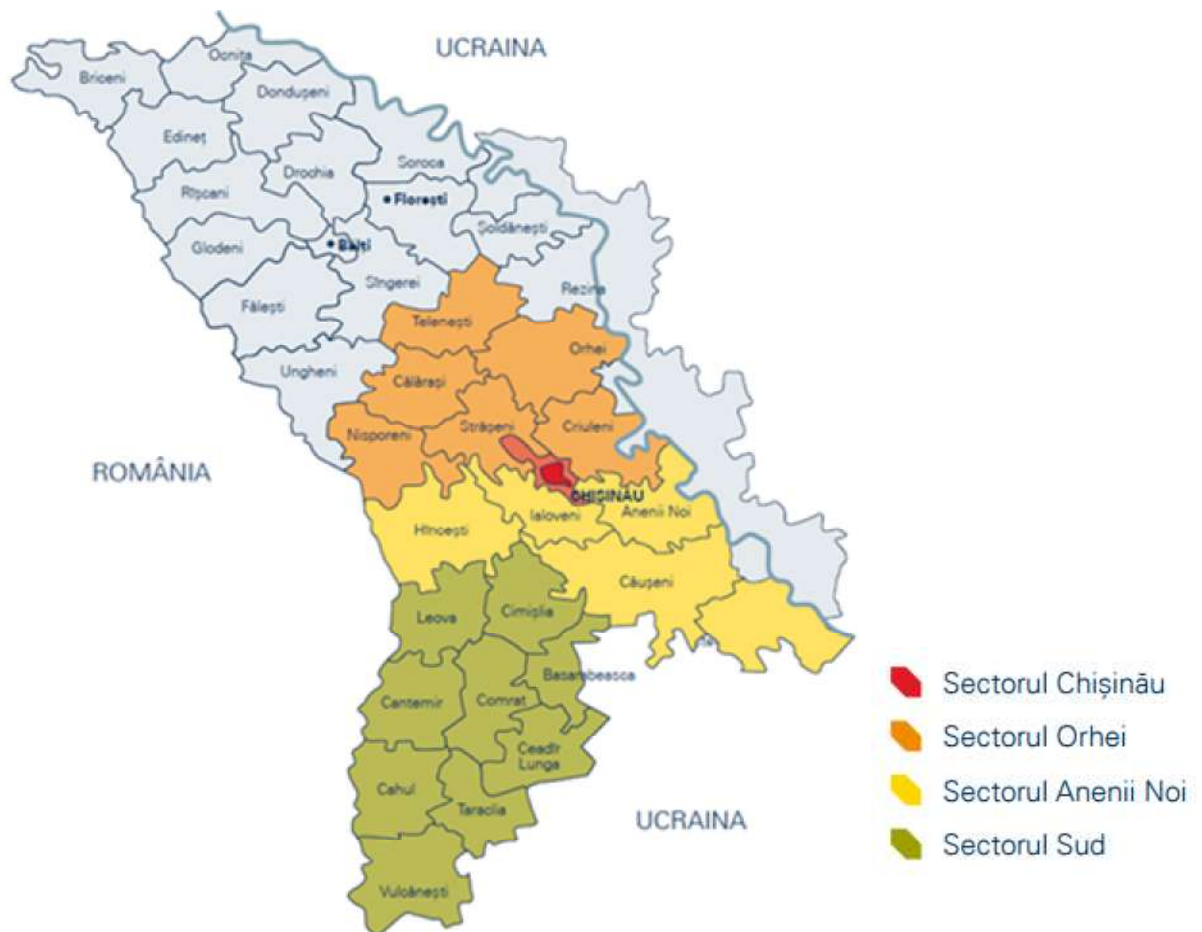 UCRAINA
Ocnița
Briceni
Dondușeni
Edineț
Soroca
Drochia
Rîșcani
Florești
Șoldănești
Bălți
Glodeni
Sîngerei
Rezina
Fălești
Telenești
Orhei
Ungheni
Călărași
Strășeni
Criuleni
Nisporeni
ROMÂNIA
CHIȘINĂU
Ialoveni
Anenii Noi
Hîncești
Căușeni
Leova
Cimișlia
Basarabeasca
Cantemir
Comrat
Ceadîr
Lunga
Cahul
Taraclia
UCRAINA
Vulcănești
Sectorul Chișinău
Sectorul Orhei
Sectorul Anenii Noi
Sectorul Sud